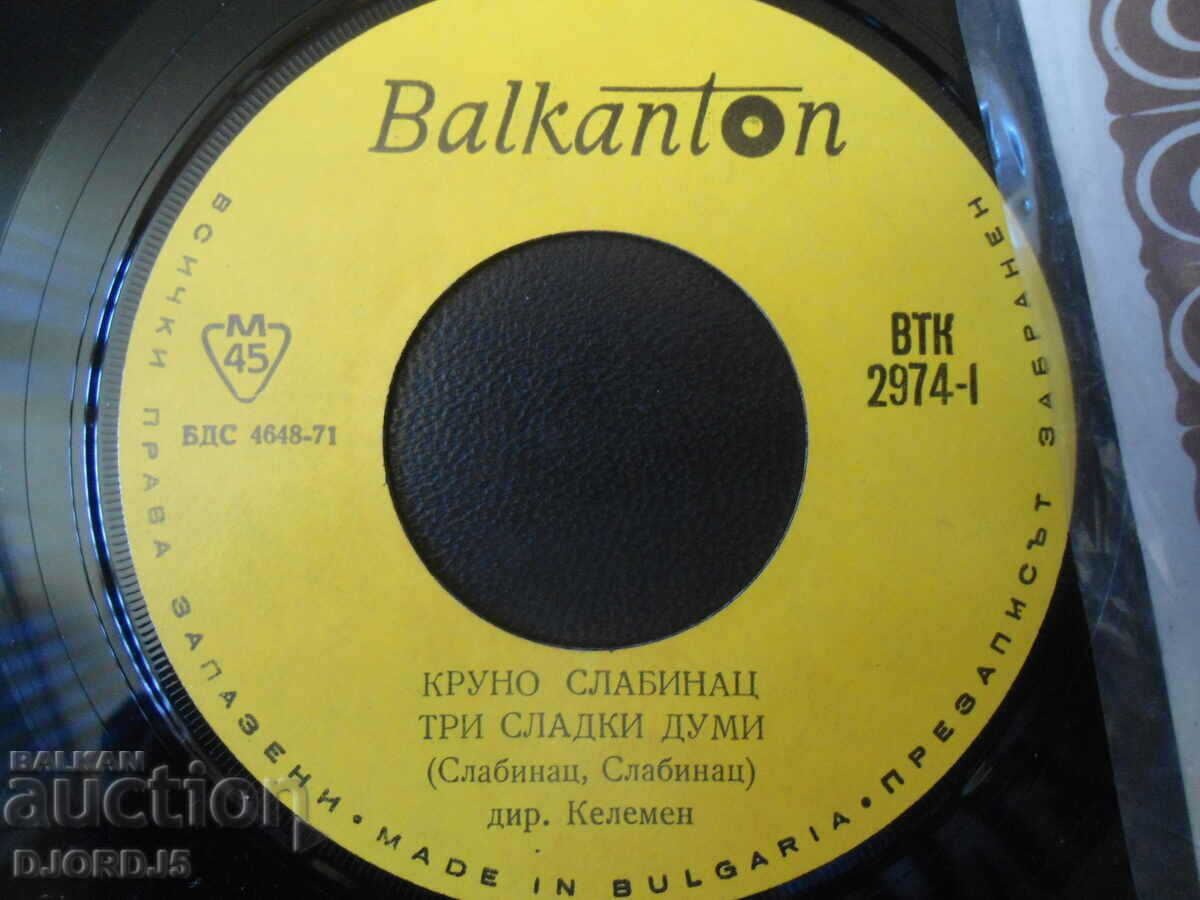 Balkanton
ВСИЧКИ ПРАВА ЗАПАЗЕНИ • MADE IN BULGARIA • ПРЕЗАПИСЪТ ЗАБРАНЕН
M
45
БДС 4648-71
ВТК
2974-I
КРУНО СЛАБИНАЦ
ТРИ СЛАДКИ ДУМИ
(Слабинац, Слабинац)
дир. Келемен
BALKAN
auction
DJORDJ5